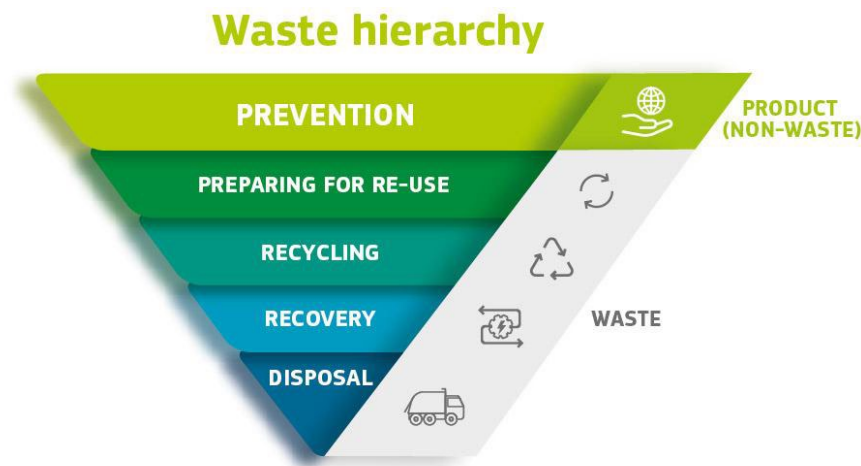 Waste hierarchy
PREVENTION
PRODUCT
(NON-WASTE)
PREPARING FOR RE-USE
RECYCLING
RECOVERY
WASTE
DISPOSAL